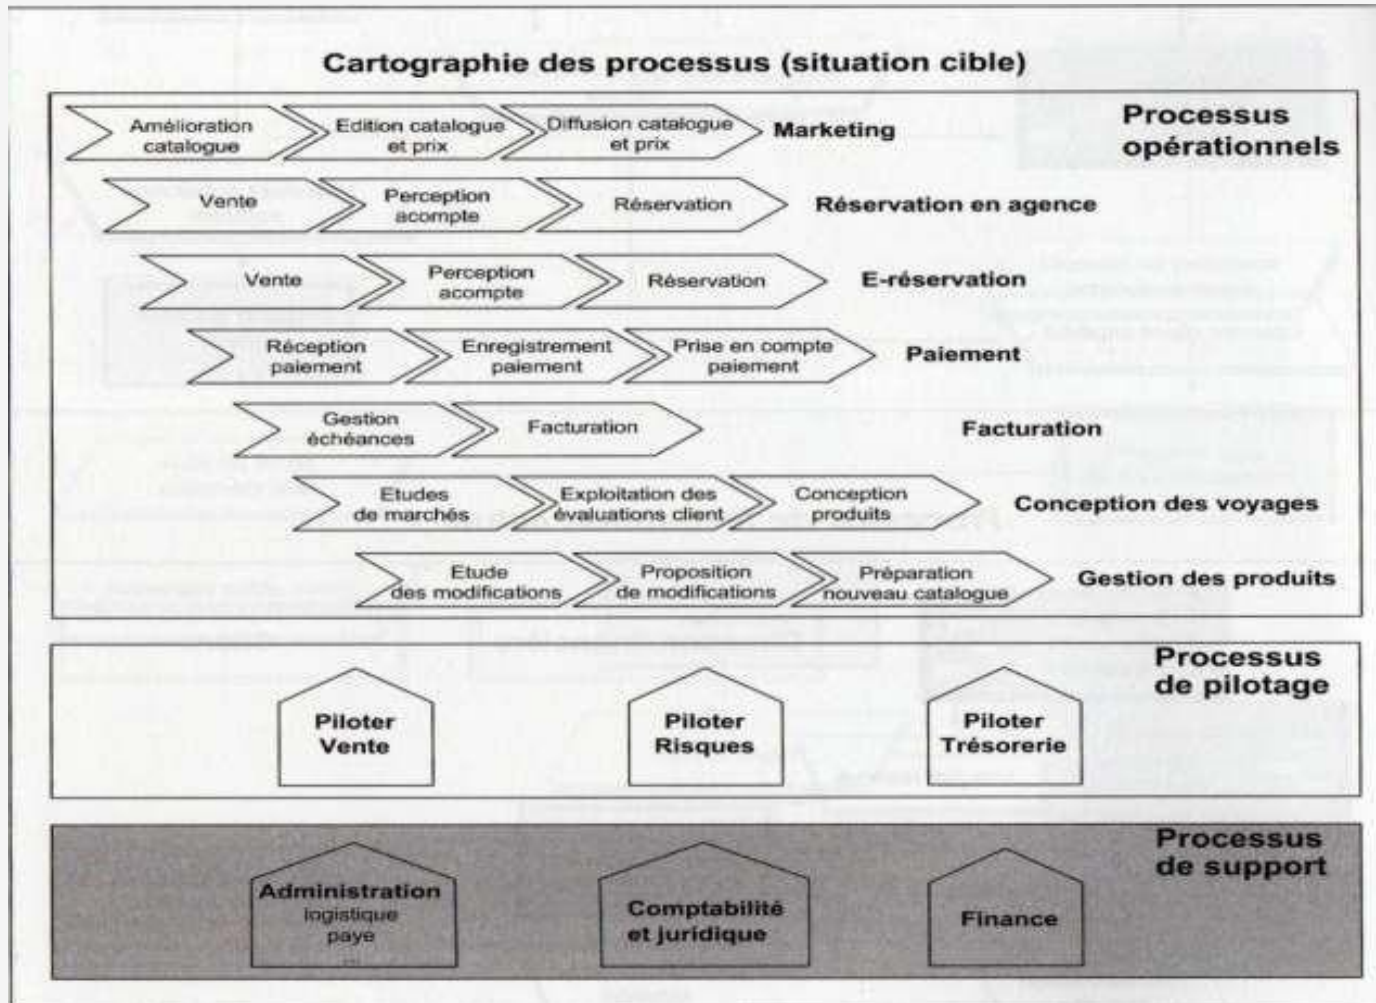 Cartographie des processus (situation cible)
Processus
opérationnels
Amélioration
catalogue
Edition catalogue
et prix
Diffusion catalogue
et prix
Marketing
Vente
Perception
acompte
Réservation
Réservation en agence
Vente
Perception
acompte
Réservation
E-réservation
Réception
paiement
Enregistrement
paiement
Prise en compte
paiement
Paiement
Gestion
échéances
Facturation
Facturation
Etudes
de marchés
Exploitation des
évaluations client
Conception
produits
Conception des voyages
Etude
des modifications
Proposition
de modifications
Préparation
nouveau catalogue
Gestion des produits
Processus
de pilotage
Piloter
Vente
Piloter
Risques
Piloter
Trésorerie
Processus
de support
Administration
logistique
paye
...
Comptabilité
et juridique
Finance